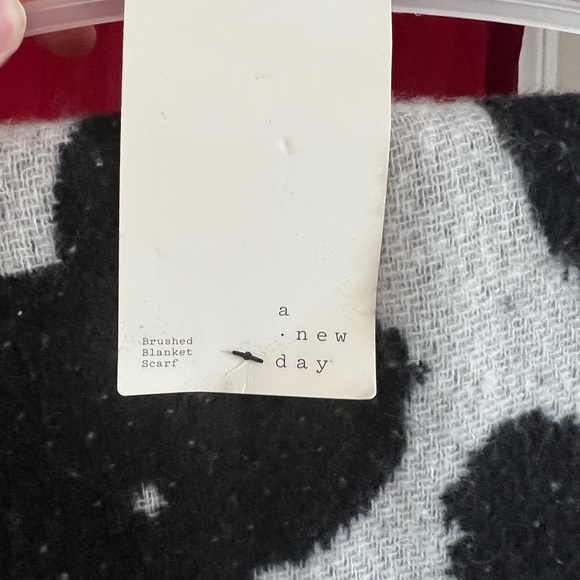 a
·new
day
Brushed
Blanket
Scarf